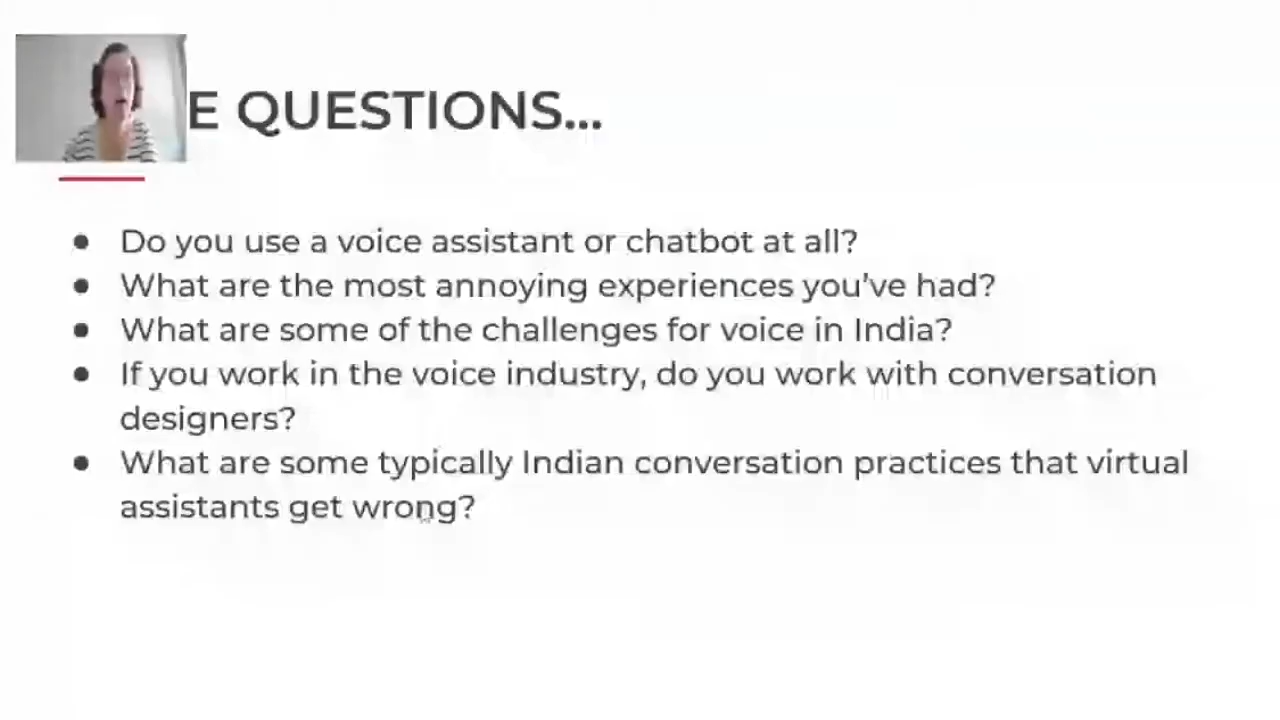 E QUESTIONS...
● Do you use a voice assistant or chatbot at all?
● What are the most annoying experiences you've had?
● What are some of the challenges for voice in India?
● If you work in the voice industry, do you work with conversation
designers?
● What are some typically Indian conversation practices that virtual
assistants get wrong?